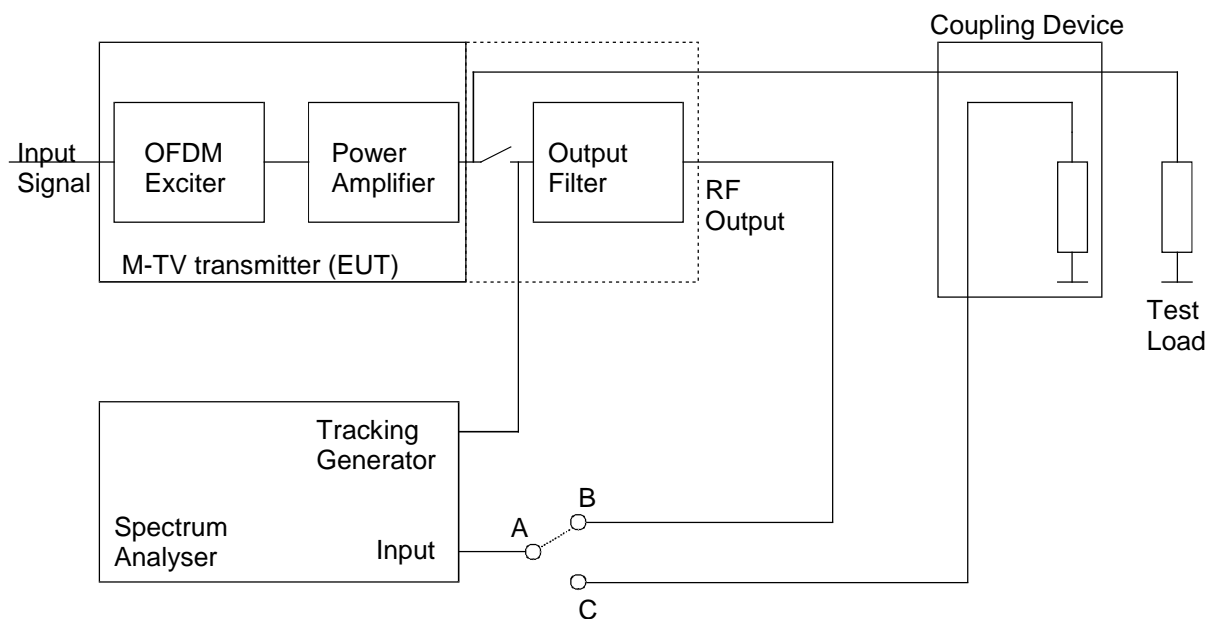 Coupling Device
Input
Signal
OFDM
Exciter
Power
Amplifier
Output
Filter
RF
Output
M-TV transmitter (EUT)
Test
Load
Tracking
Generator
Spectrum
Analyser
Input
A
B
C